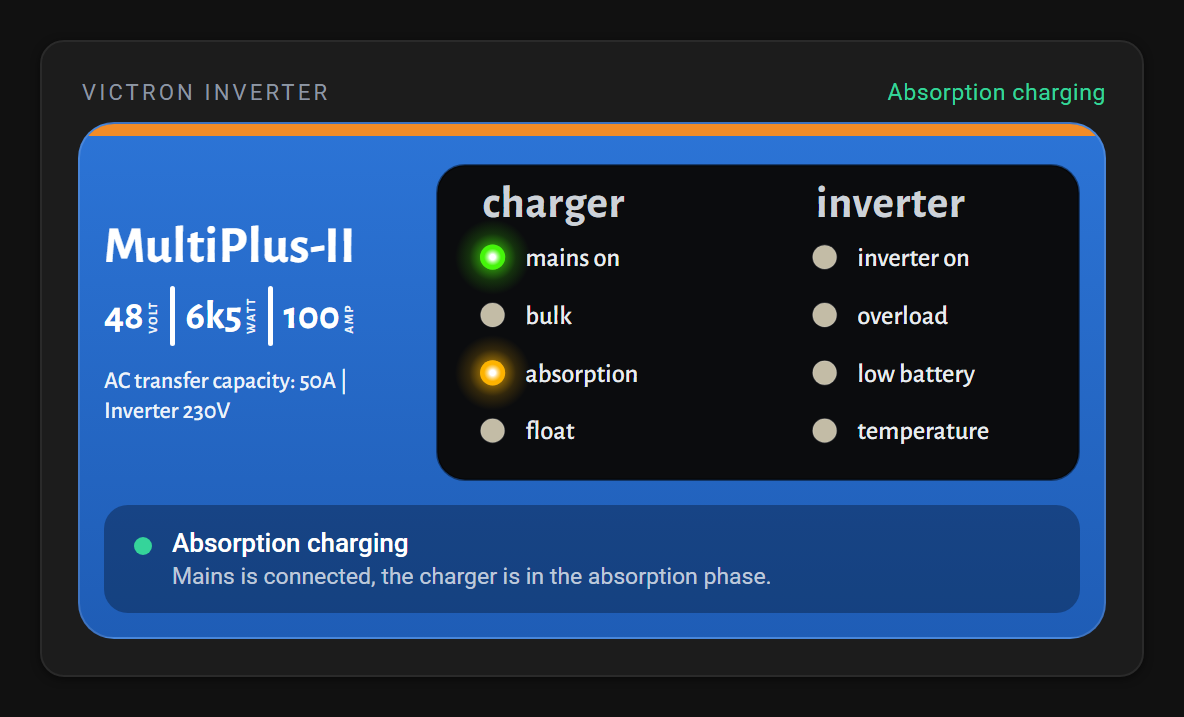 VICTRON INVERTER
Absorption charging
MultiPlus-II
48 VOLT | 6k5 WATT | 100 AMP
AC transfer capacity: 50A |
Inverter 230V
charger
mains on
bulk
absorption
float
inverter
inverter on
overload
low battery
temperature
Absorption charging
Mains is connected, the charger is in the absorption phase.